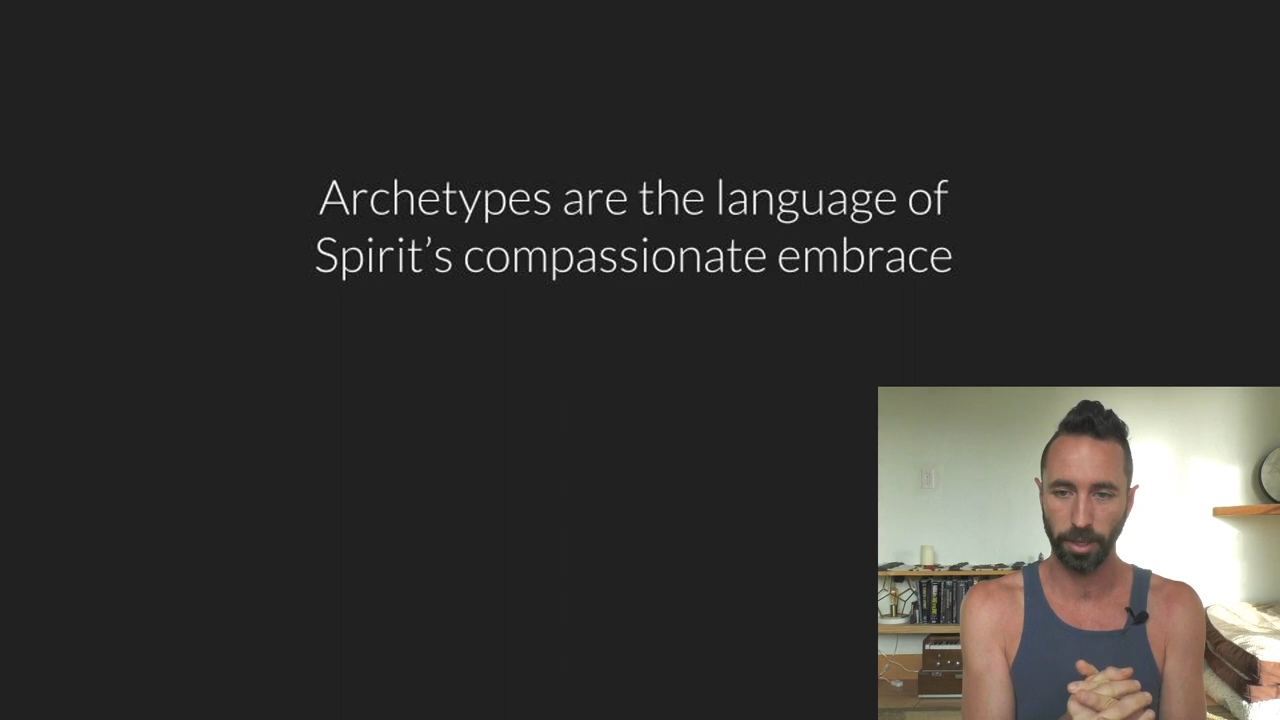 Archetypes are the language of
Spirit’s compassionate embrace